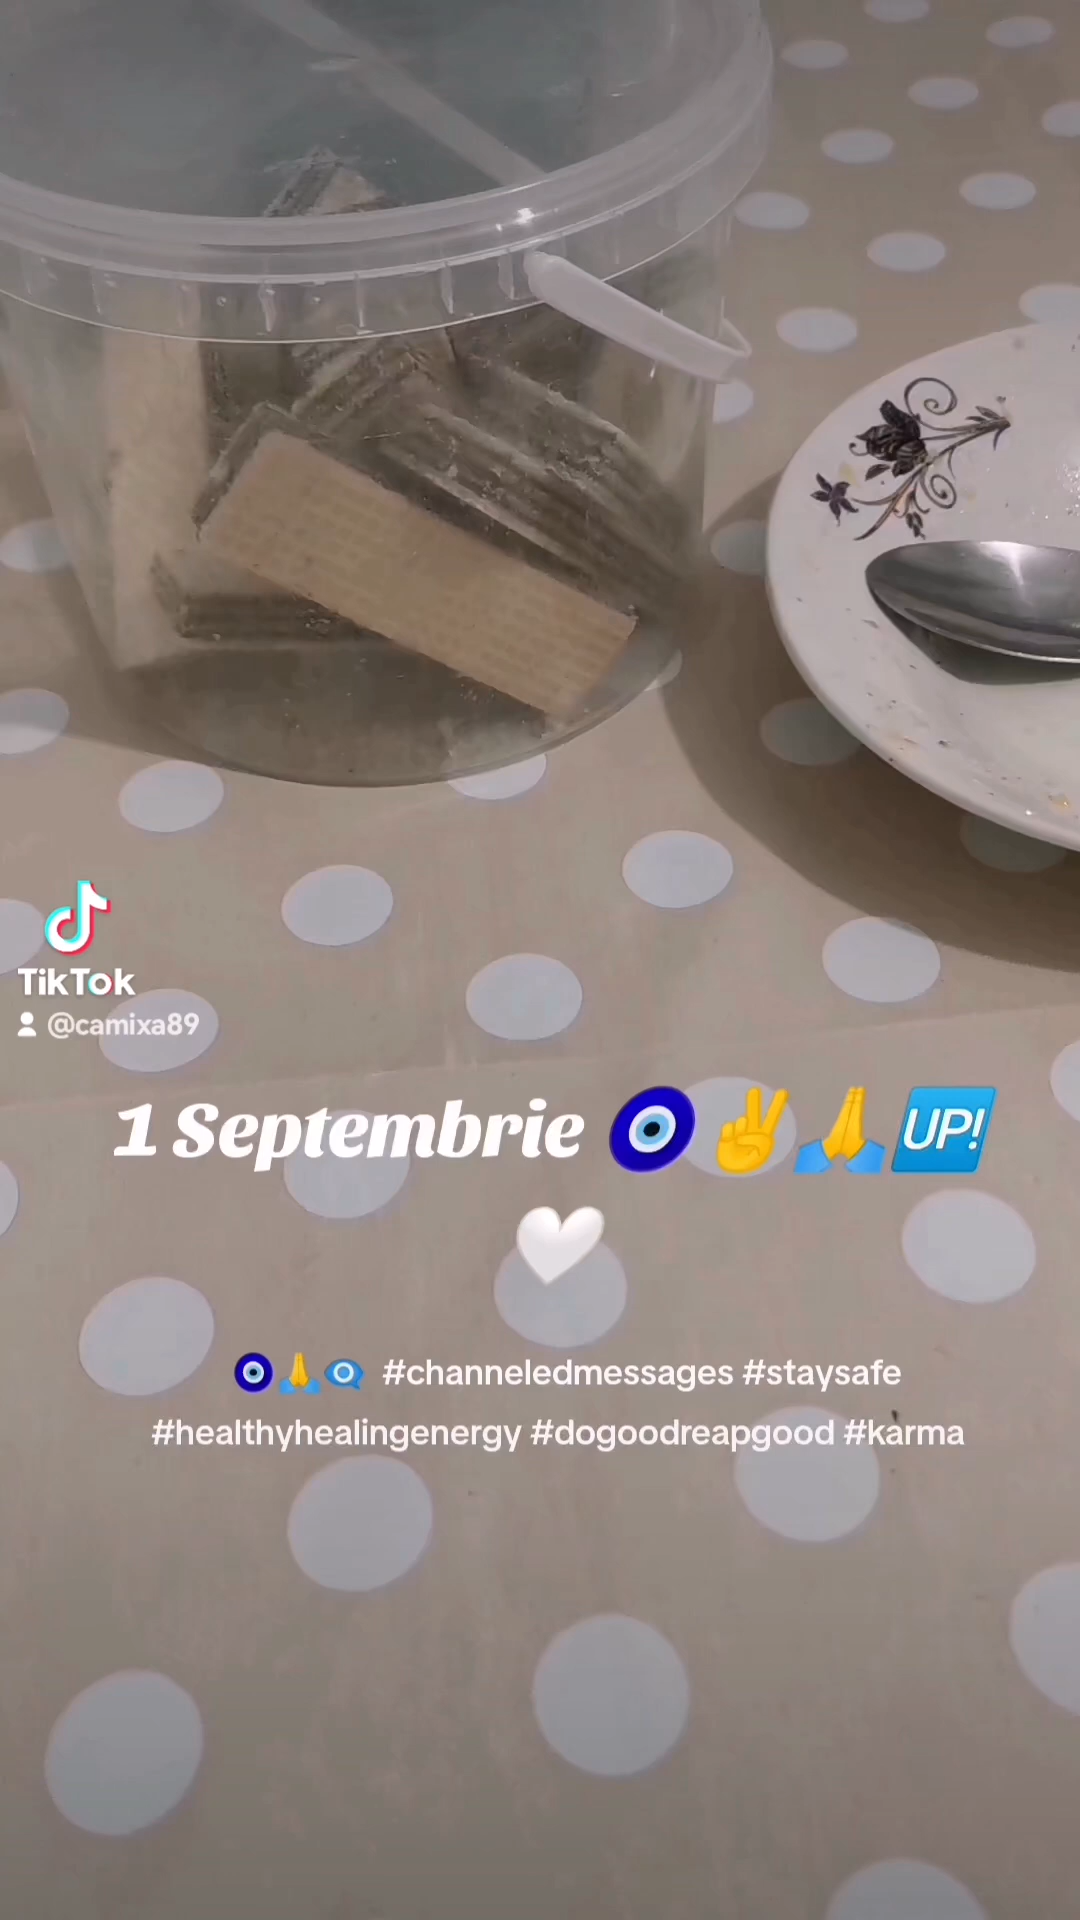 TikTok
@camixa89
1 Septembrie 🧿✌️🙏🆙
🤍
🧿🙏👁️‍🗨️ #channeledmessages #staysafe
#healthyhealingenergy #dogoodreapgood #karma